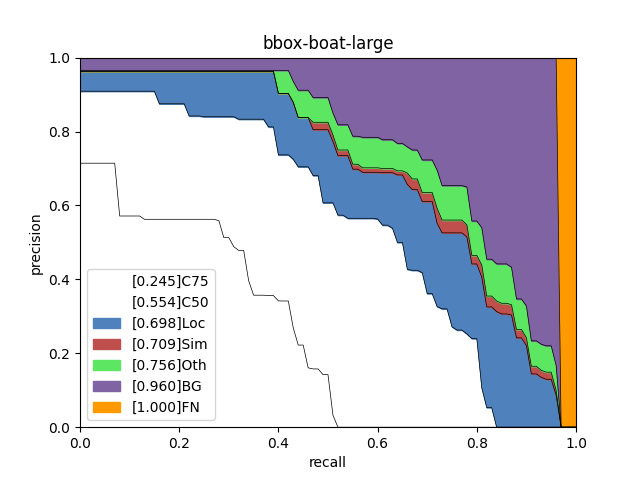 bbox-boat-large
1.0
0.8
0.6
0.4
0.2
0.0
precision
[0.245]C75
[0.554]C50
[0.698]Loc
[0.709]Sim
[0.756]Oth
[0.960]BG
[1.000]FN
0.0 0.2 0.4 0.6 0.8 1.0
recall